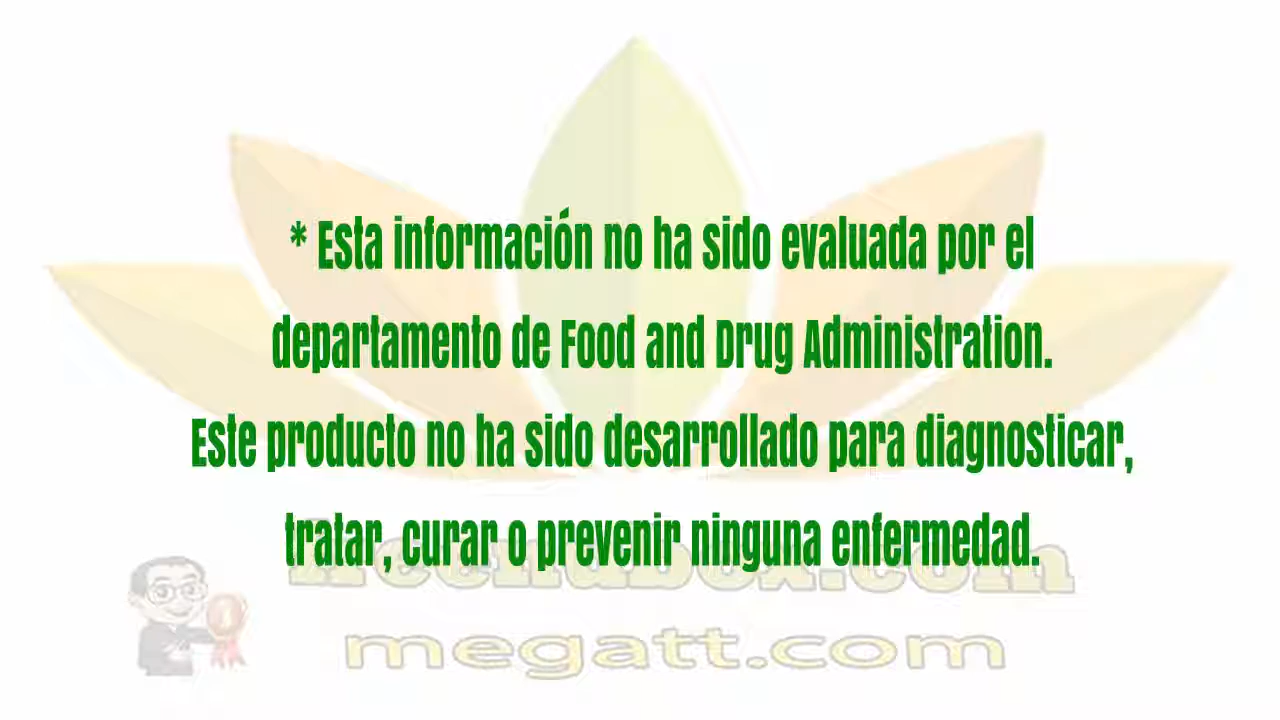 * Esta información no ha sido evaluada por el
departamento de Food and Drug Administration.
Este producto no ha sido desarrollado para diagnosticar,
tratar, curar o prevenir ninguna enfermedad.
megatt.com